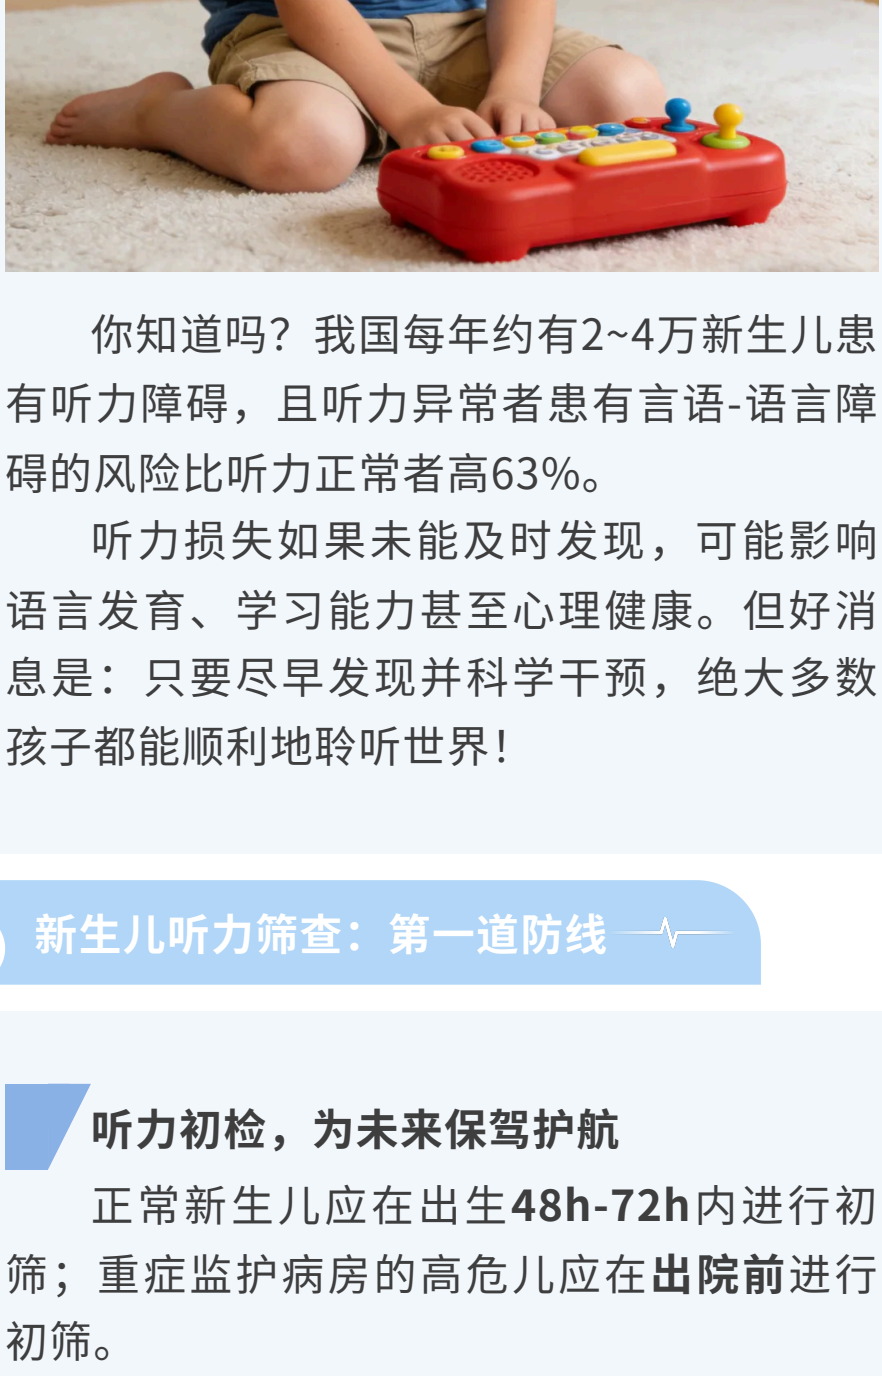 你知道吗？我国每年约有2~4万新生儿患
有听力障碍，且听力异常者患有言语-语言障
碍的风险比听力正常者高63%。
听力损失如果未能及时发现，可能影响
语言发育、学习能力甚至心理健康。但好消
息是：只要尽早发现并科学干预，绝大多数
孩子都能顺利地聆听世界！
新生儿听力筛查：第一道防线
听力初检，为未来保驾护航
正常新生儿应在出生48h-72h内进行初
筛；重症监护病房的高危儿应在出院前进行
初筛。